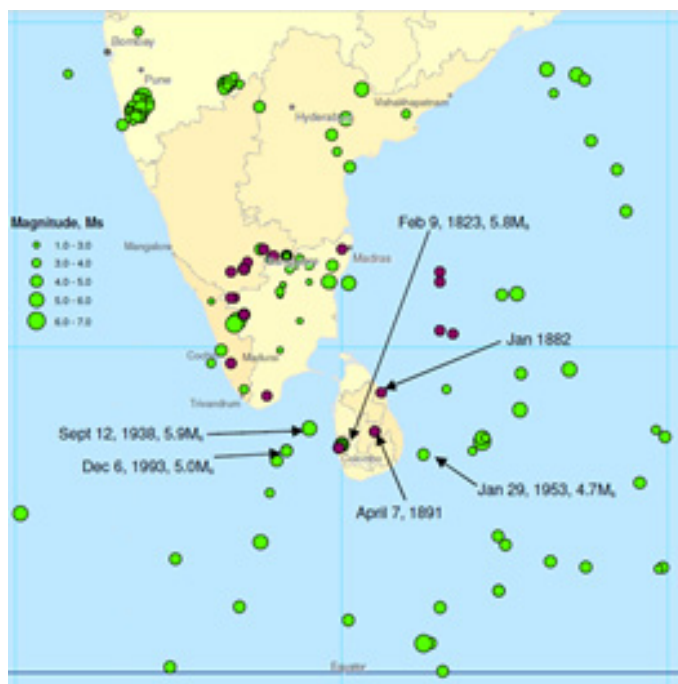 Bombay
Pune
Hyderabad
Vishakhapatnam
Magnitude, Ms
1.0 - 3.0
3.0 - 4.0
4.0 - 5.0
5.0 - 6.0
6.0 - 7.0
Feb 9, 1823, 5.8Ms
Mangalore
Madras
Jan 1882
Cochin
Madurai
Trivandrum
Sept 12, 1938, 5.9Ms
Dec 6, 1993, 5.0Ms
Colombo
Jan 29, 1953, 4.7Ms
April 7, 1891
Equator